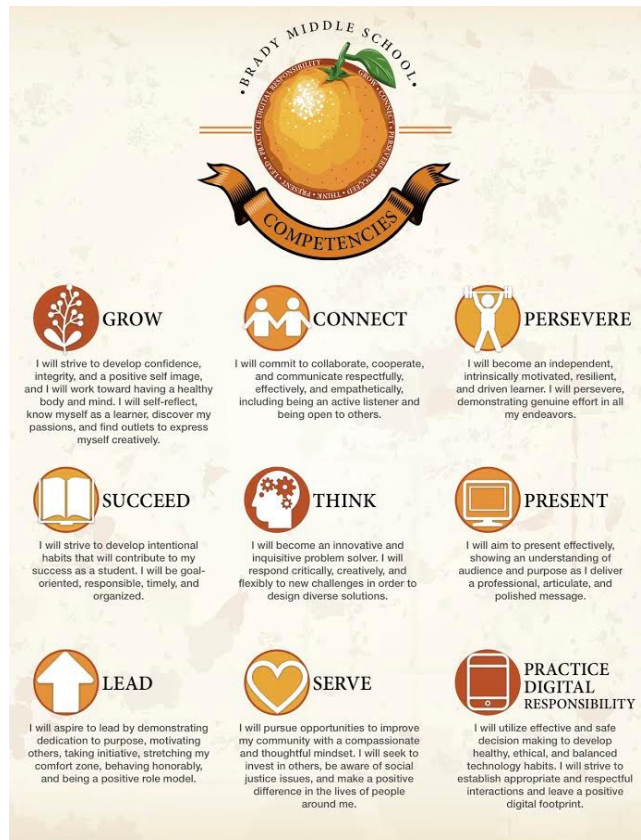 • BRADY MIDDLE SCHOOL •
GROW • CONNECT • PERSEVERE • SUCCEED • THINK • PRESENT • LEAD • PRACTICE DIGITAL RESPONSIBILITY
COMPETENCIES
GROW
I will strive to develop confidence,
integrity, and a positive self image,
and I will work toward having a healthy
body and mind. I will self-reflect,
know myself as a learner, discover my
passions, and find outlets to express
myself creatively.
CONNECT
I will commit to collaborate, cooperate,
and communicate respectfully,
effectively, and empathetically,
including being an active listener and
being open to others.
PERSEVERE
I will become an independent,
intrinsically motivated, resilient,
and driven learner. I will persevere,
demonstrating genuine effort in all
my endeavors.
SUCCEED
I will strive to develop intentional
habits that will contribute to my
success as a student. I will be goal-
oriented, responsible, timely, and
organized.
THINK
I will become an innovative and
inquisitive problem solver. I will
respond critically, creatively, and
flexibly to new challenges in order to
design diverse solutions.
PRESENT
I will aim to present effectively,
showing an understanding of
audience and purpose as I deliver
a professional, articulate, and
polished message.
LEAD
I will aspire to lead by demonstrating
dedication to purpose, motivating
others, taking initiative, stretching my
comfort zone, behaving honorably,
and being a positive role model.
SERVE
I will pursue opportunities to improve
my community with a compassionate
and thoughtful mindset. I will seek to
invest in others, be aware of social
justice issues, and make a positive
difference in the lives of people
around me.
PRACTICE
DIGITAL
RESPONSIBILITY
I will utilize effective and safe
decision making to develop
healthy, ethical, and balanced
technology habits. I will strive to
establish appropriate and respectful
interactions and leave a positive
digital footprint.